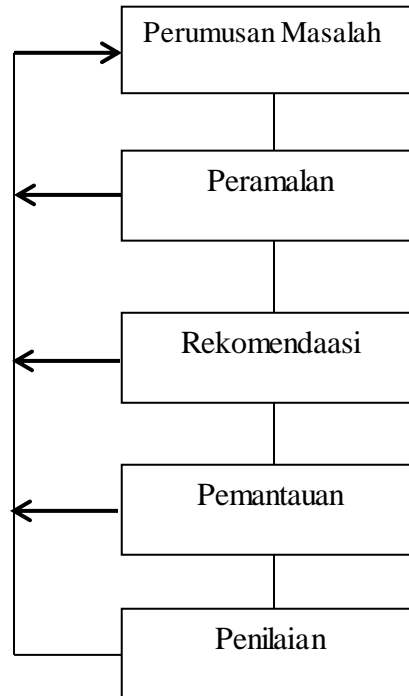 Perumusan Masalah
Peramalan
Rekomendaasi
Pemantauan
Penilaian